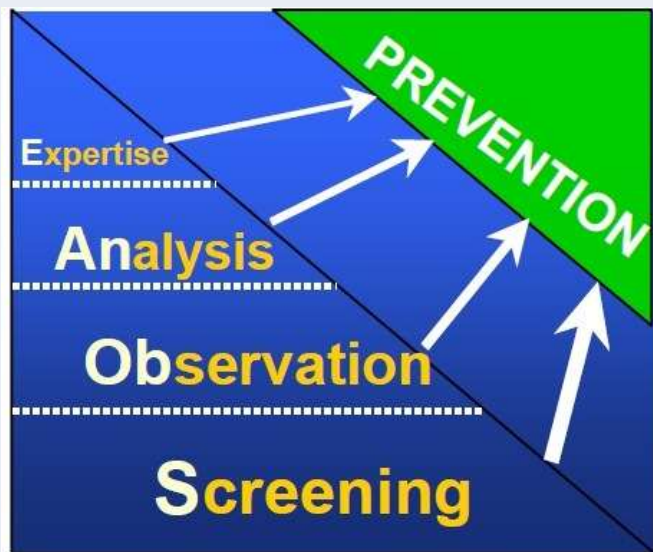 PREVENTION
Expertise
Analysis
Observation
Screening